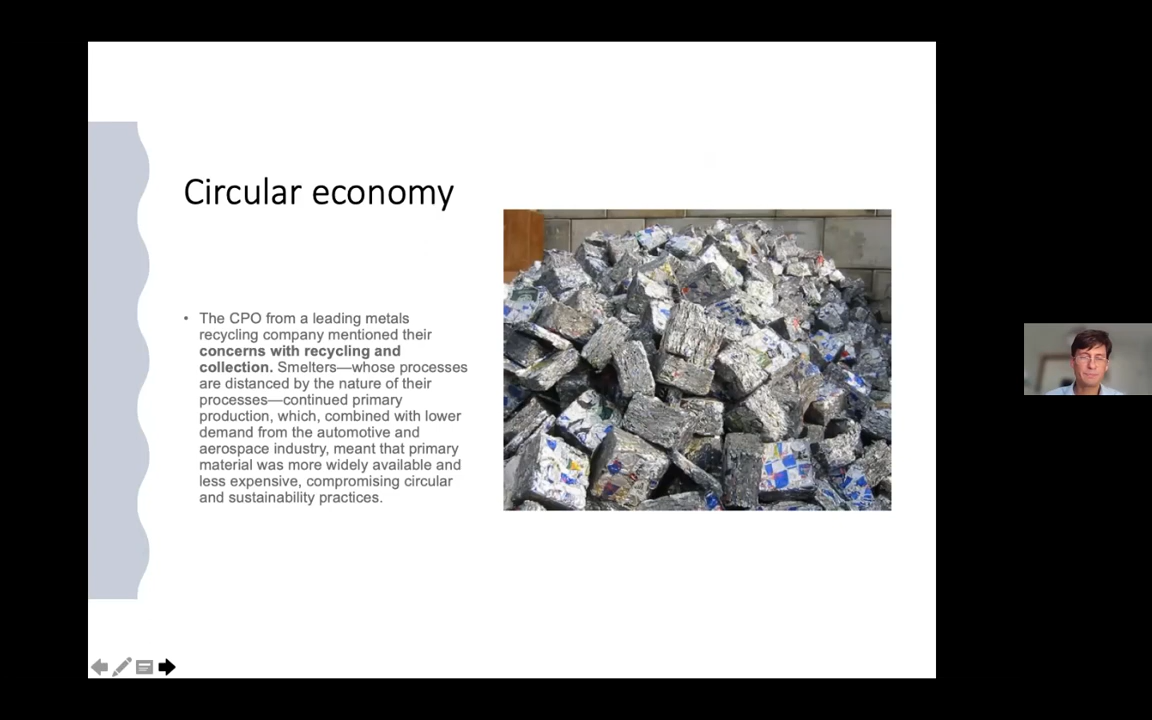 Circular economy
• The CPO from a leading metals
recycling company mentioned their
concerns with recycling and
collection. Smelters—whose processes
are distanced by the nature of their
processes—continued primary
production, which, combined with lower
demand from the automotive and
aerospace industry, meant that primary
material was more widely available and
less expensive, compromising circular
and sustainability practices.